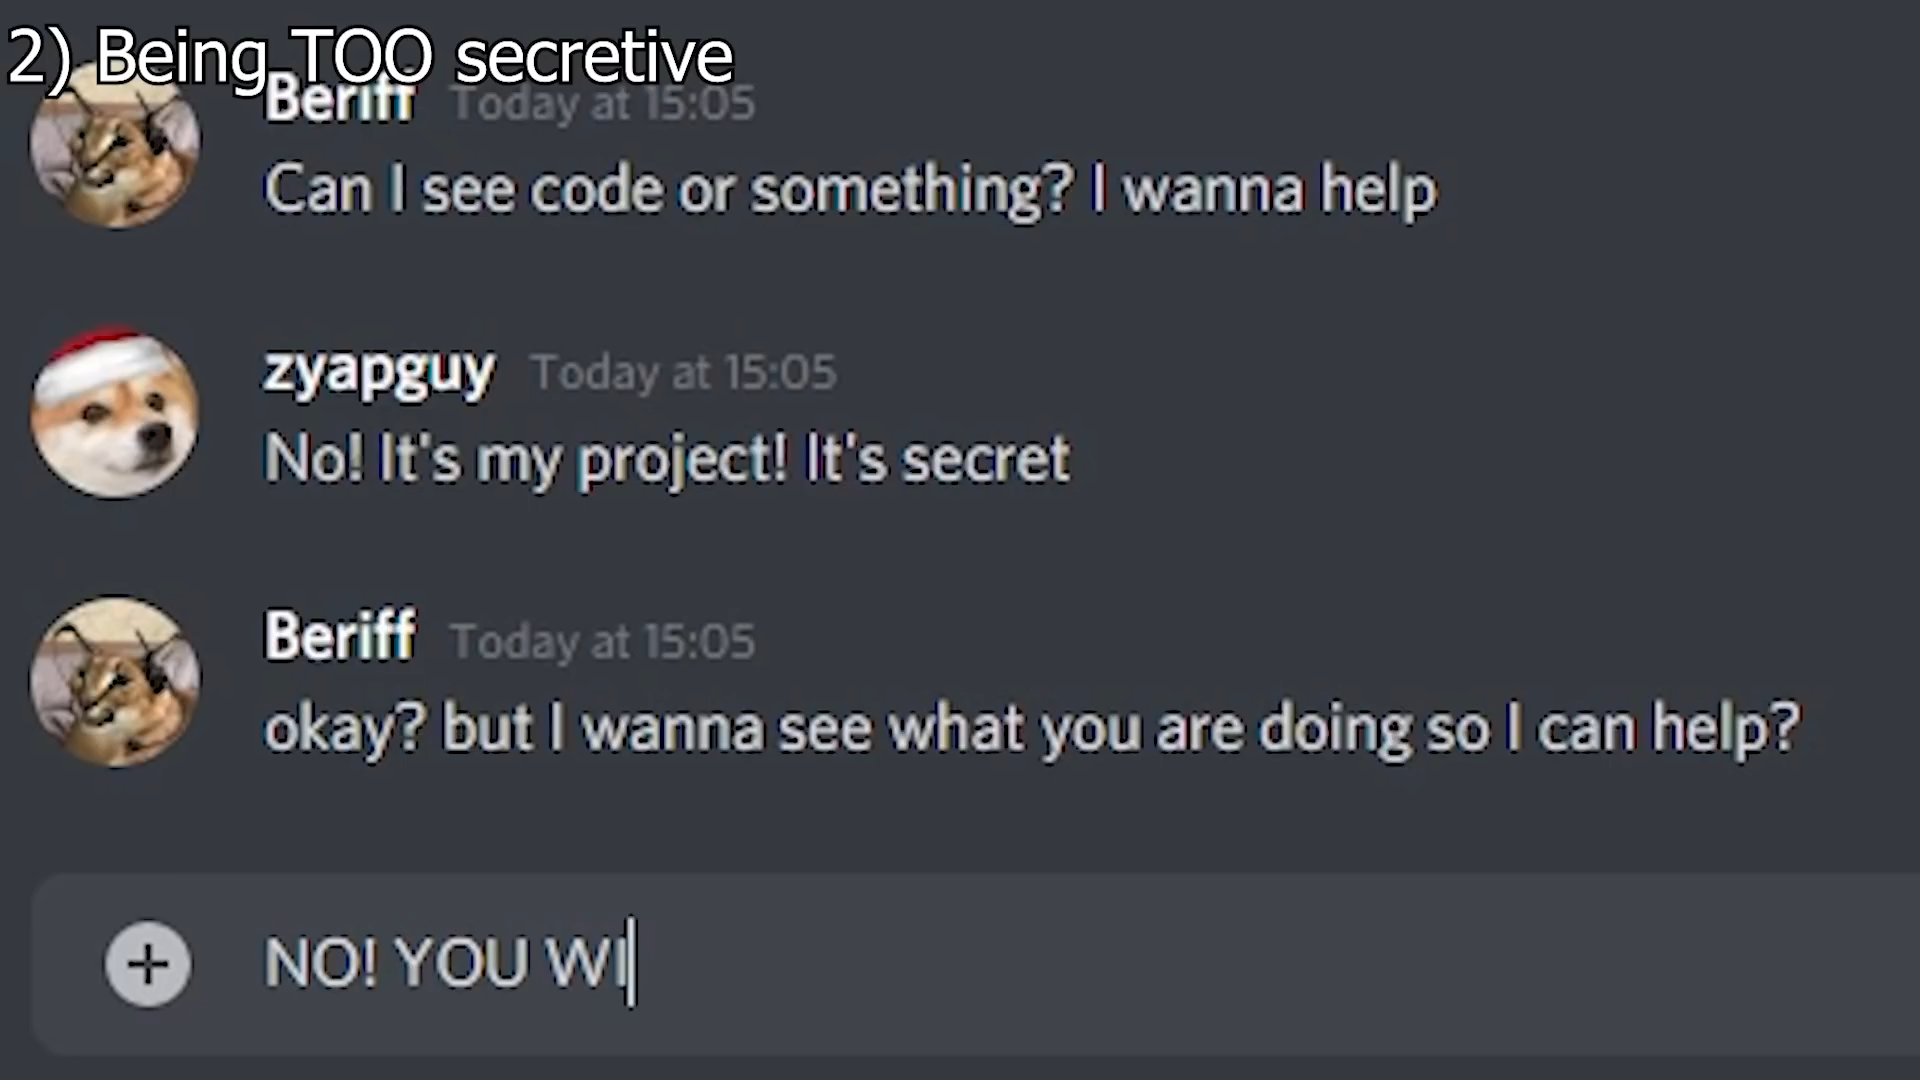 2) Being TOO secretive
Beriff Today at 15:05
Can I see code or something? I wanna help
zyapguy Today at 15:05
No! It's my project! It's secret
Beriff Today at 15:05
okay? but I wanna see what you are doing so I can help?
NO! YOU WI